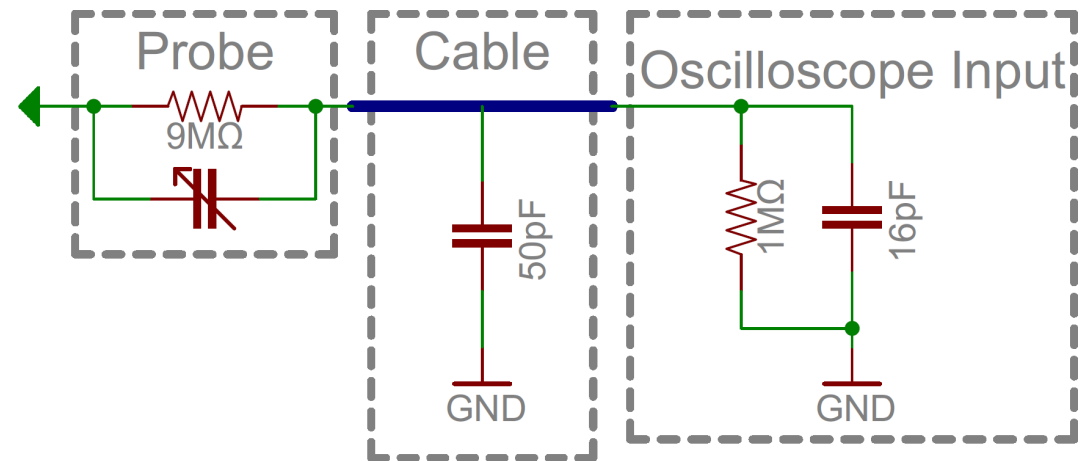 Probe
9MΩ
Cable
50pF
GND
Oscilloscope Input
1MΩ
16pF
GND